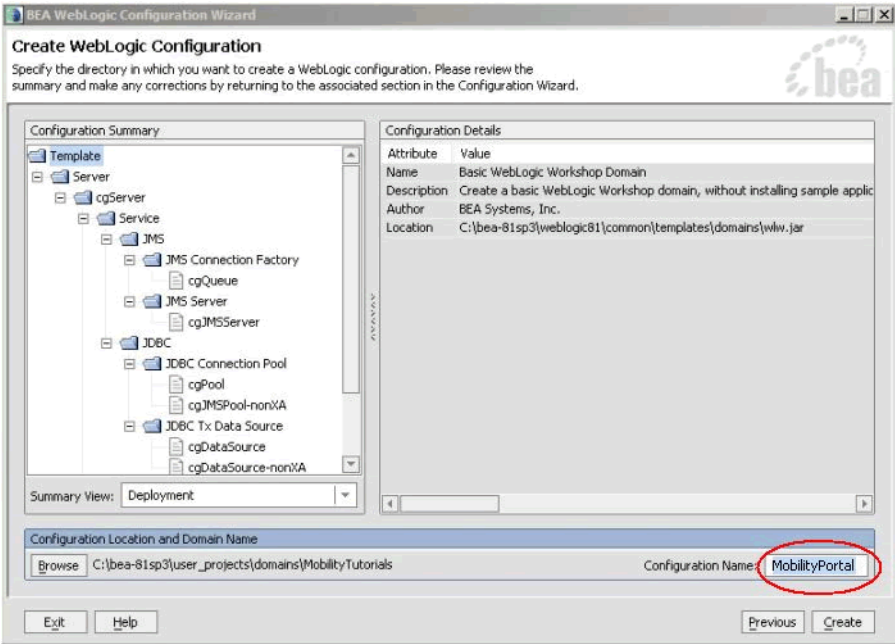 BEA WebLogic Configuration Wizard
Create WebLogic Configuration
Specify the directory in which you want to create a WebLogic configuration. Please review the
summary and make any corrections by returning to the associated section in the Configuration Wizard.
bea
Configuration Summary
Template
Server
cgServer
Service
JMS
JMS Connection Factory
cgQueue
JMS Server
cgJMSServer
JDBC
JDBC Connection Pool
cgPool
cgJMSPool-nonXA
JDBC Tx Data Source
cgDataSource
cgDataSource-nonXA
Summary View: Deployment
Configuration Details
Attribute Value
Name Basic WebLogic Workshop Domain
Description Create a basic WebLogic Workshop domain, without installing sample applic
Author BEA Systems, Inc.
Location C:\bea-81sp3\weblogic81\common\templates\domains\wlw.jar
Configuration Location and Domain Name
Browse C:\bea-81sp3\user_projects\domains\MobilityTutorials Configuration Name: MobilityPortal
Exit Help Previous Create